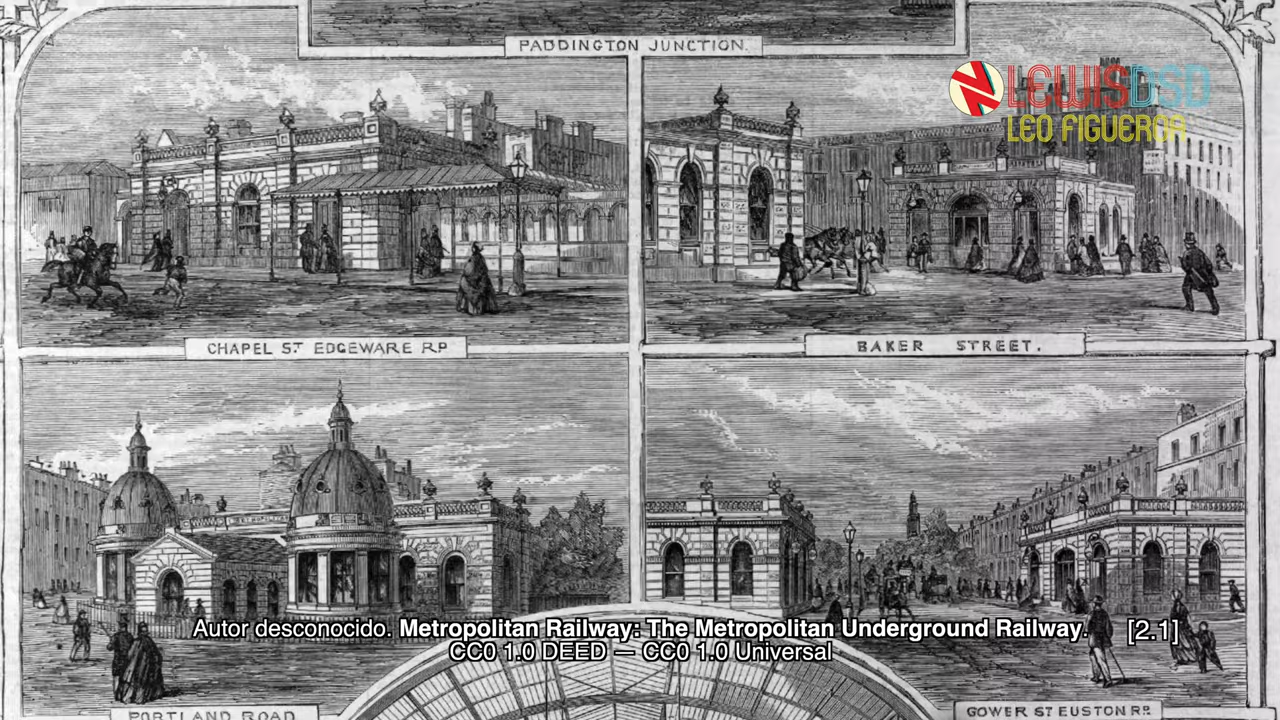 PADDINGTON JUNCTION.
LEWISDSD
LEO FIGUEROA
CHAPEL ST EDGEWARE RD
BAKER STREET.
Autor desconocido. Metropolitan Railway: The Metropolitan Underground Railway. [2.1]
CC0 1.0 DEED — CC0 1.0 Universal
PORTLAND ROAD
GOWER ST EUSTON RD.